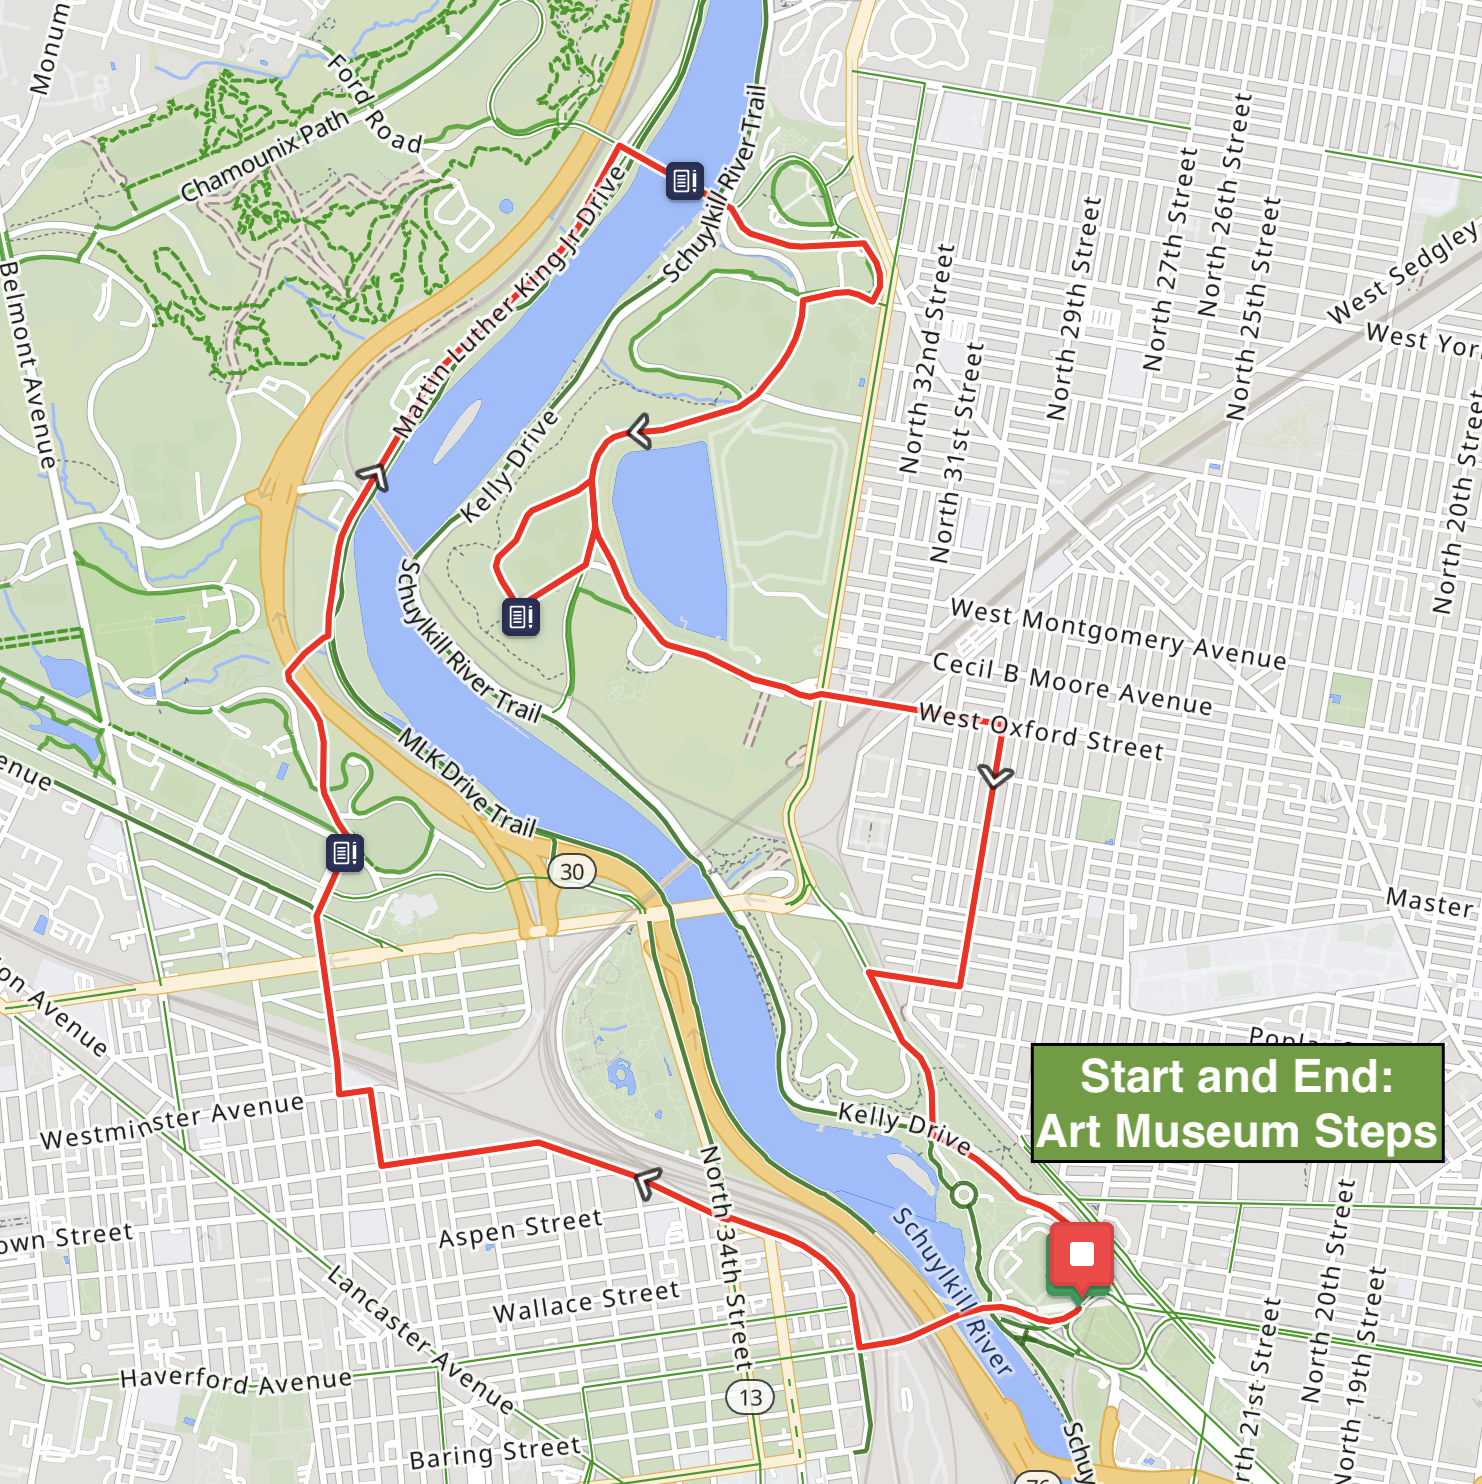 Monum
Ford Road
Chamounix Path
Schuylkill River Trail
North 26th Street
North 27th Street
North 25th Street
North 29th Street
West Sedgley
West Yor
Belmont Avenue
Martin Luther King Jr Drive
North 32nd Street
North 31st Street
North 20th Street
Kelly Drive
Schuylkill River Trail
West Montgomery Avenue
Cecil B Moore Avenue
West Oxford Street
MLK Drive Trail
enue
30
Master
on Avenue
Poplar
Start and End:
Art Museum Steps
Westminster Avenue
Kelly Drive
North 34th Street
Aspen Street
own Street
Schuylkill River
Wallace Street
Lancaster Avenue
North 20th Street
North 19th Street
rth 21st Street
Haverford Avenue
13
Baring Street
Schuy
76